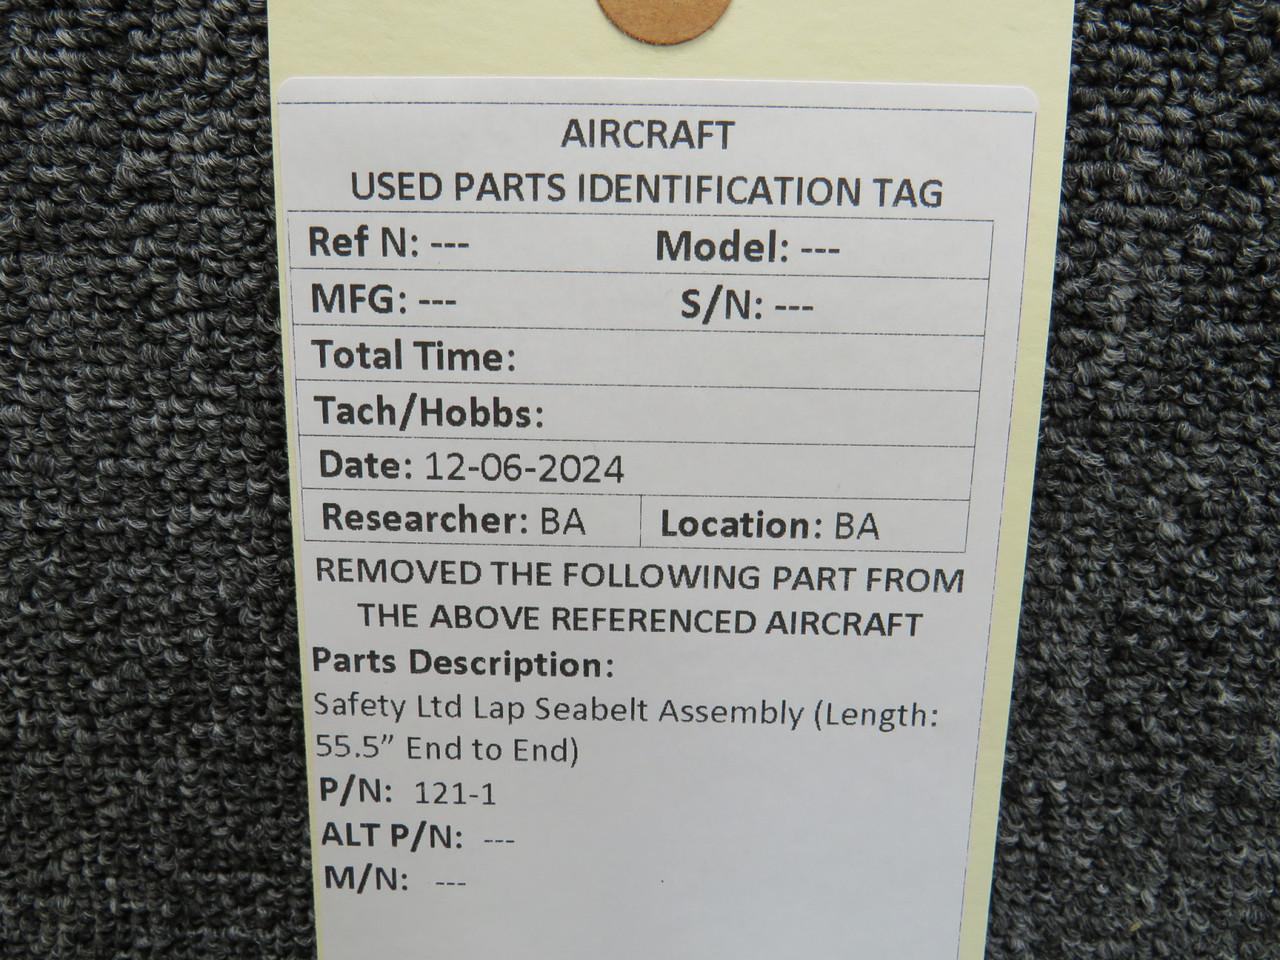 AIRCRAFT
USED PARTS IDENTIFICATION TAG
Ref N: --- Model: ---
MFG: --- S/N: ---
Total Time:
Tach/Hobbs:
Date: 12-06-2024
Researcher: BA Location: BA
REMOVED THE FOLLOWING PART FROM
THE ABOVE REFERENCED AIRCRAFT
Parts Description:
Safety Ltd Lap Seabelt Assembly (Length:
55.5” End to End)
P/N: 121-1
ALT P/N: ---
M/N: ---